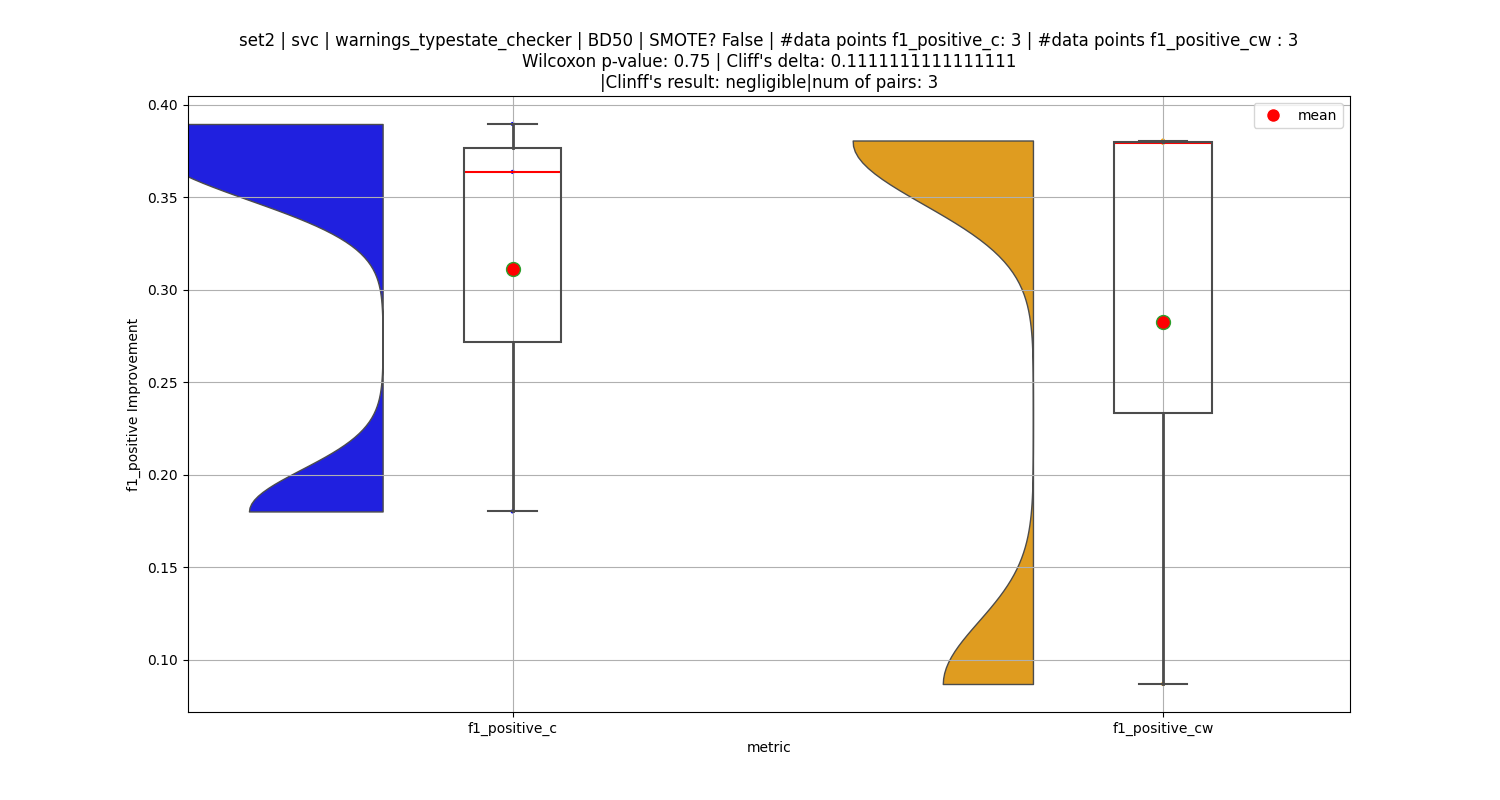 set2 | svc | warnings_typestate_checker | BD50 | SMOTE? False | #data points f1_positive_c: 3 | #data points f1_positive_cw : 3
Wilcoxon p-value: 0.75 | Cliff's delta: 0.1111111111111111
|Clinff's result: negligible|num of pairs: 3
mean
f1_positive Improvement
0.40
0.35
0.30
0.25
0.20
0.15
0.10
f1_positive_c
f1_positive_cw
metric